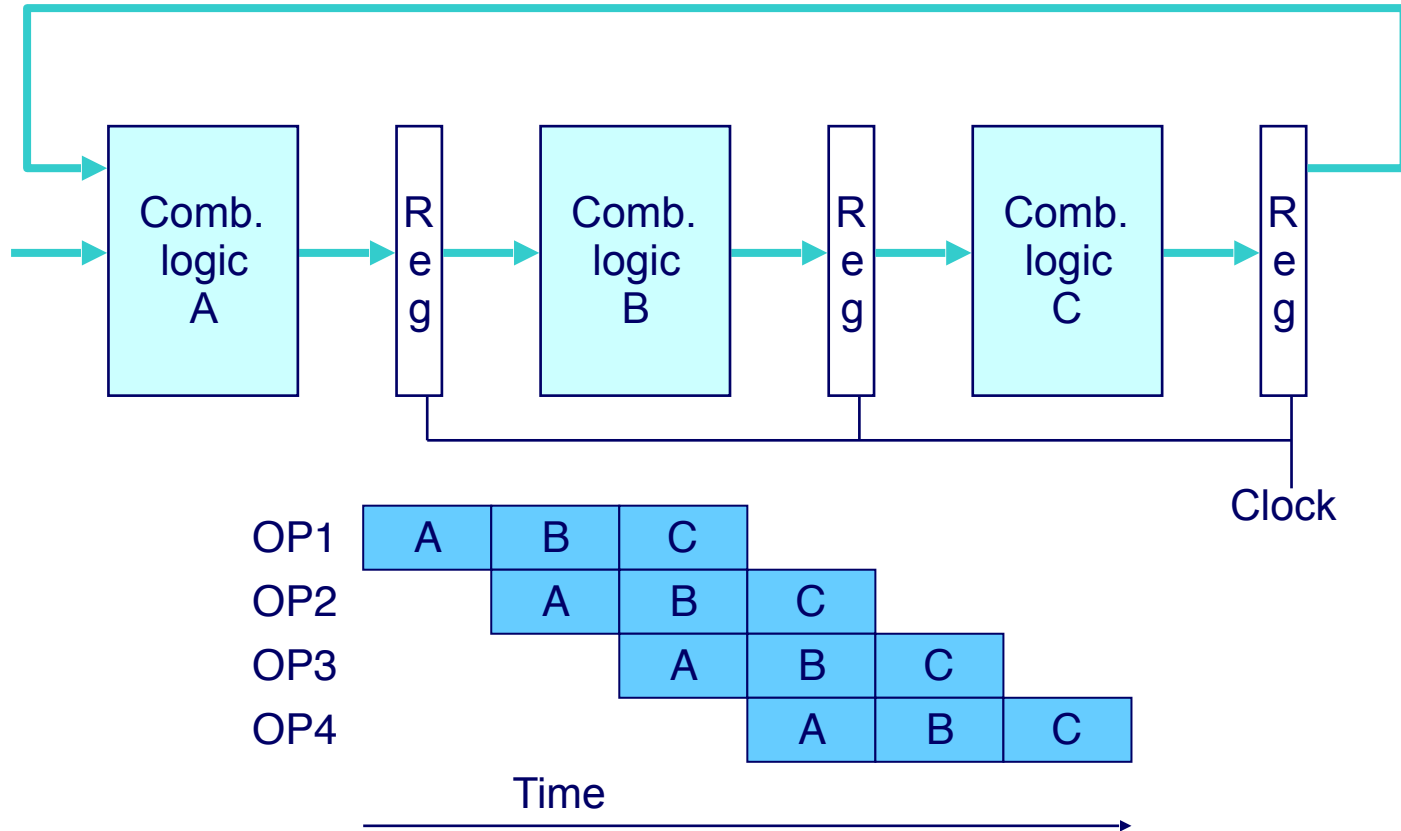 Comb.
logic
A
R
e
g
Comb.
logic
B
R
e
g
Comb.
logic
C
R
e
g
Clock
OP1 A B C
OP2 A B C
OP3 A B C
OP4 A B C
Time